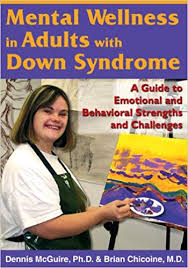 Mental Wellness
in Adults with
Down Syndrome
A Guide to
Emotional and
Behavioral Strengths
and Challenges
Dennis McGuire, Ph.D. & Brian Chicoine, M.D.